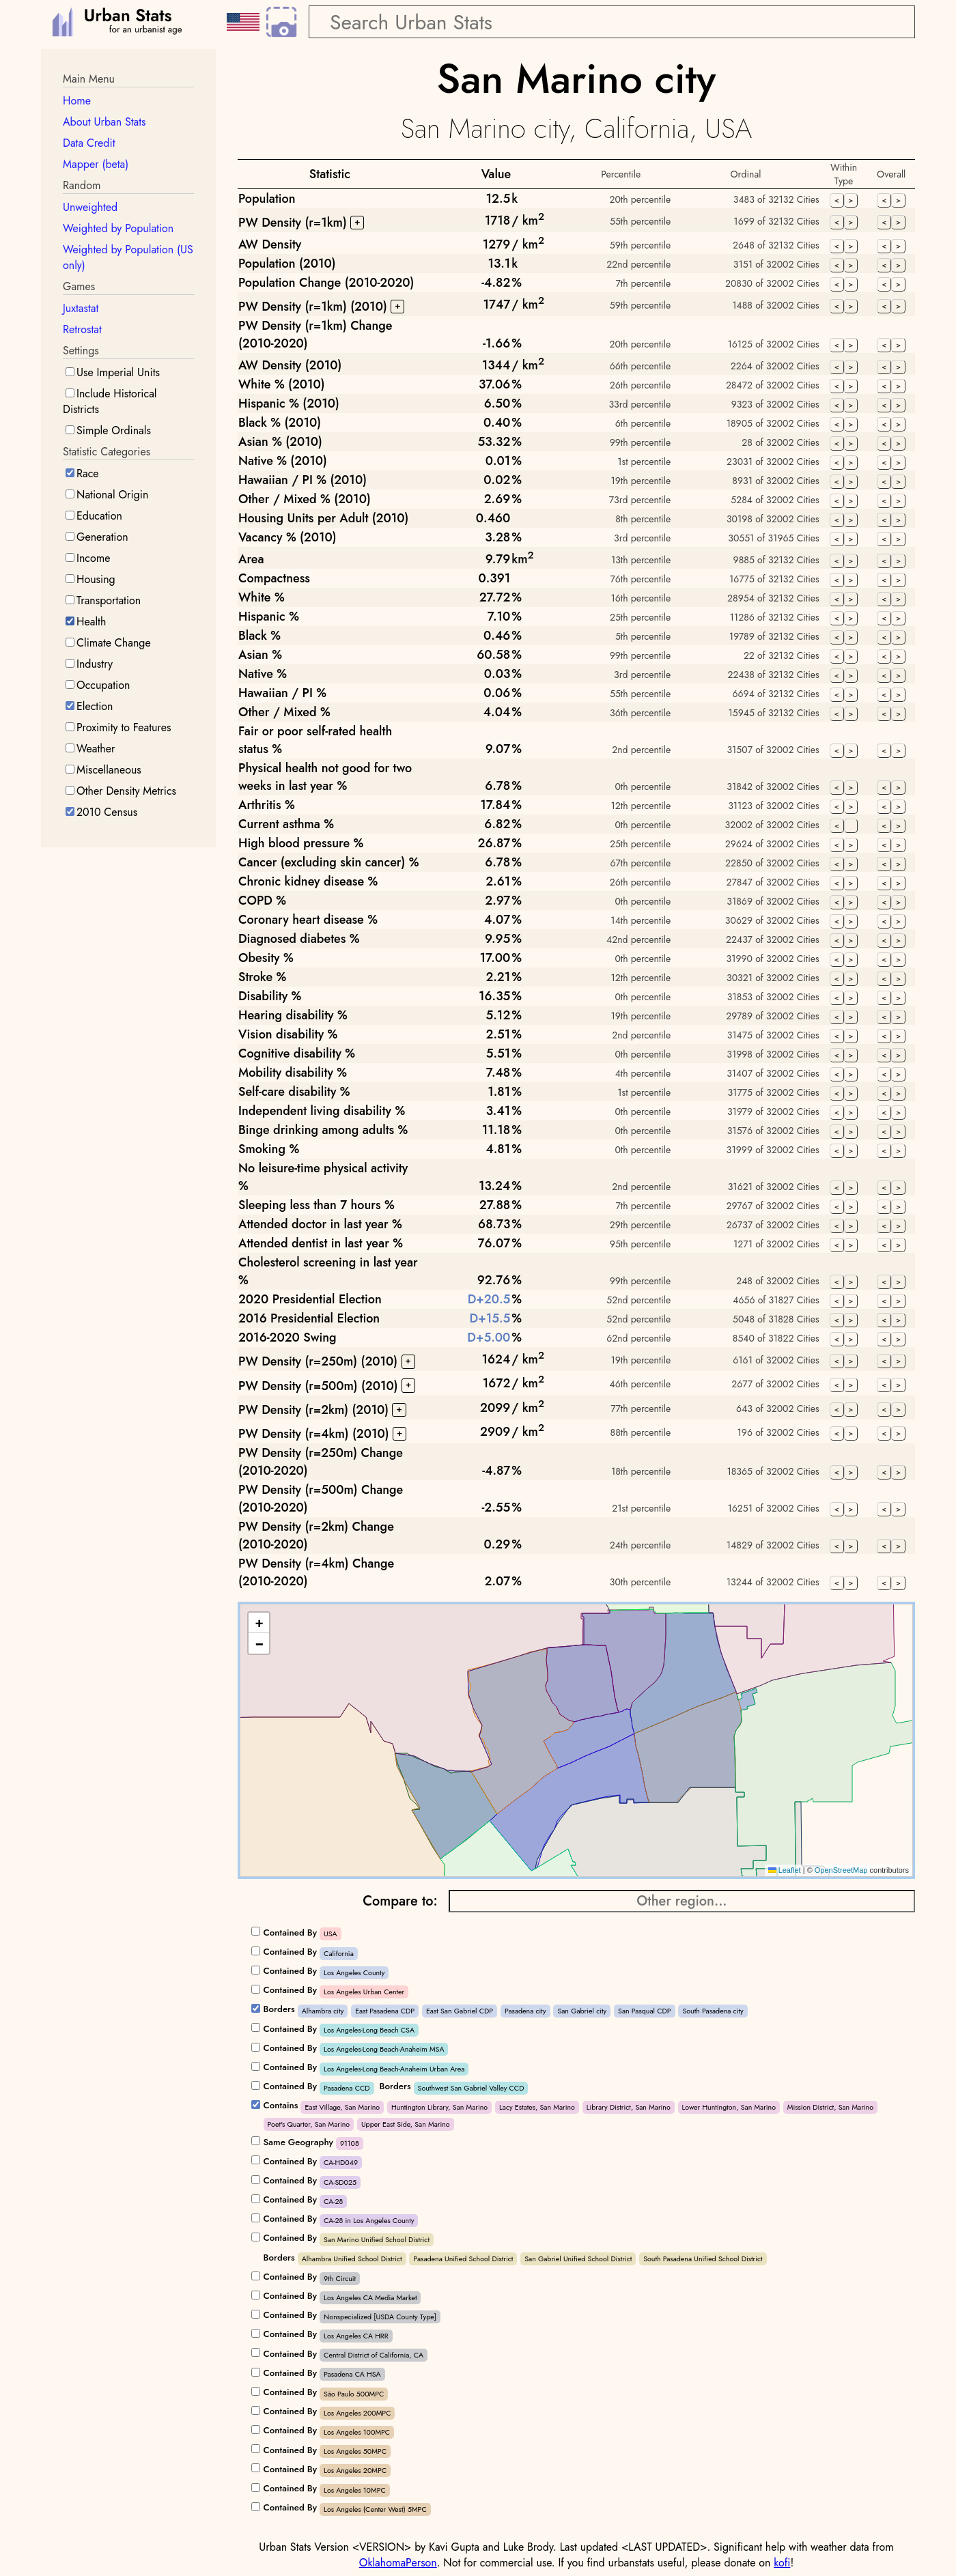 Urban Stats
for an urbanist age
Search Urban Stats
Main Menu
Home
About Urban Stats
Data Credit
Mapper (beta)
Random
Unweighted
Weighted by Population
Weighted by Population (US
only)
Games
Juxtastat
Retrostat
Settings
Use Imperial Units
Include Historical
Districts
Simple Ordinals
Statistic Categories
Race
National Origin
Education
Generation
Income
Housing
Transportation
Health
Climate Change
Industry
Occupation
Election
Proximity to Features
Weather
Miscellaneous
Other Density Metrics
2010 Census
San Marino city
San Marino city, California, USA
Statistic Value Percentile Ordinal Within Type Overall
Population 12.5k 20th percentile 3483 of 32132 Cities < > < >
PW Density (r=1km) + 1718/ km2 55th percentile 1699 of 32132 Cities < > < >
AW Density 1279/ km2 59th percentile 2648 of 32132 Cities < > < >
Population (2010) 13.1k 22nd percentile 3151 of 32132 Cities < > < >
Population Change (2010-2020) -4.82% 7th percentile 20830 of 32002 Cities < > < >
PW Density (r=1km) (2010) + 1747/ km2 59th percentile 1488 of 32002 Cities < > < >
PW Density (r=1km) Change
(2010-2020) -1.66% 20th percentile 16125 of 32002 Cities < > < >
AW Density (2010) 1344/ km2 66th percentile 2264 of 32002 Cities < > < >
White % (2010) 37.06% 26th percentile 28472 of 32002 Cities < > < >
Hispanic % (2010) 6.50% 33rd percentile 9323 of 32002 Cities < > < >
Black % (2010) 0.40% 6th percentile 18905 of 32002 Cities < > < >
Asian % (2010) 53.32% 99th percentile 28 of 32002 Cities < > < >
Native % (2010) 0.01% 1st percentile 23031 of 32002 Cities < > < >
Hawaiian / PI % (2010) 0.02% 19th percentile 8931 of 32002 Cities < > < >
Other / Mixed % (2010) 2.69% 73rd percentile 5284 of 32002 Cities < > < >
Housing Units per Adult (2010) 0.460 8th percentile 30198 of 32002 Cities < > < >
Vacancy % (2010) 3.28% 3rd percentile 30551 of 31965 Cities < > < >
Area 9.79km2 13th percentile 9885 of 32132 Cities < > < >
Compactness 0.391 76th percentile 16775 of 32132 Cities < > < >
White % 27.72% 16th percentile 28954 of 32132 Cities < > < >
Hispanic % 7.10% 25th percentile 11286 of 32132 Cities < > < >
Black % 0.46% 5th percentile 19789 of 32132 Cities < > < >
Asian % 60.58% 99th percentile 22 of 32132 Cities < > < >
Native % 0.03% 3rd percentile 22438 of 32132 Cities < > < >
Hawaiian / PI % 0.06% 55th percentile 6694 of 32132 Cities < > < >
Other / Mixed % 4.04% 36th percentile 15945 of 32132 Cities < > < >
Fair or poor self-rated health
status % 9.07% 2nd percentile 31507 of 32002 Cities < > < >
Physical health not good for two
weeks in last year % 6.78% 0th percentile 31842 of 32002 Cities < > < >
Arthritis % 17.84% 12th percentile 31123 of 32002 Cities < > < >
Current asthma % 6.82% 0th percentile 32002 of 32002 Cities < < >
High blood pressure % 26.87% 25th percentile 29624 of 32002 Cities < > < >
Cancer (excluding skin cancer) % 6.78% 67th percentile 22850 of 32002 Cities < > < >
Chronic kidney disease % 2.61% 26th percentile 27847 of 32002 Cities < > < >
COPD % 2.97% 0th percentile 31869 of 32002 Cities < > < >
Coronary heart disease % 4.07% 14th percentile 30629 of 32002 Cities < > < >
Diagnosed diabetes % 9.95% 42nd percentile 22437 of 32002 Cities < > < >
Obesity % 17.00% 0th percentile 31990 of 32002 Cities < > < >
Stroke % 2.21% 12th percentile 30321 of 32002 Cities < > < >
Disability % 16.35% 0th percentile 31853 of 32002 Cities < > < >
Hearing disability % 5.12% 19th percentile 29789 of 32002 Cities < > < >
Vision disability % 2.51% 2nd percentile 31475 of 32002 Cities < > < >
Cognitive disability % 5.51% 0th percentile 31998 of 32002 Cities < > < >
Mobility disability % 7.48% 4th percentile 31407 of 32002 Cities < > < >
Self-care disability % 1.81% 1st percentile 31775 of 32002 Cities < > < >
Independent living disability % 3.41% 0th percentile 31979 of 32002 Cities < > < >
Binge drinking among adults % 11.18% 0th percentile 31576 of 32002 Cities < > < >
Smoking % 4.81% 0th percentile 31999 of 32002 Cities < > < >
No leisure-time physical activity
% 13.24% 2nd percentile 31621 of 32002 Cities < > < >
Sleeping less than 7 hours % 27.88% 7th percentile 29767 of 32002 Cities < > < >
Attended doctor in last year % 68.73% 29th percentile 26737 of 32002 Cities < > < >
Attended dentist in last year % 76.07% 95th percentile 1271 of 32002 Cities < > < >
Cholesterol screening in last year
% 92.76% 99th percentile 248 of 32002 Cities < > < >
2020 Presidential Election D+20.5% 52nd percentile 4656 of 31827 Cities < > < >
2016 Presidential Election D+15.5% 52nd percentile 5048 of 31828 Cities < > < >
2016-2020 Swing D+5.00% 62nd percentile 8540 of 31822 Cities < > < >
PW Density (r=250m) (2010) + 1624/ km2 19th percentile 6161 of 32002 Cities < > < >
PW Density (r=500m) (2010) + 1672/ km2 46th percentile 2677 of 32002 Cities < > < >
PW Density (r=2km) (2010) + 2099/ km2 77th percentile 643 of 32002 Cities < > < >
PW Density (r=4km) (2010) + 2909/ km2 88th percentile 196 of 32002 Cities < > < >
PW Density (r=250m) Change
(2010-2020) -4.87% 18th percentile 18365 of 32002 Cities < > < >
PW Density (r=500m) Change
(2010-2020) -2.55% 21st percentile 16251 of 32002 Cities < > < >
PW Density (r=2km) Change
(2010-2020) 0.29% 24th percentile 14829 of 32002 Cities < > < >
PW Density (r=4km) Change
(2010-2020) 2.07% 30th percentile 13244 of 32002 Cities < > < >
+
−
Leaflet | © OpenStreetMap contributors
Compare to: Other region...
Contained By USA
Contained By California
Contained By Los Angeles County
Contained By Los Angeles Urban Center
Borders Alhambra city East Pasadena CDP East San Gabriel CDP Pasadena city San Gabriel city San Pasqual CDP South Pasadena city
Contained By Los Angeles-Long Beach CSA
Contained By Los Angeles-Long Beach-Anaheim MSA
Contained By Los Angeles-Long Beach-Anaheim Urban Area
Contained By Pasadena CCD Borders Southwest San Gabriel Valley CCD
Contains East Village, San Marino Huntington Library, San Marino Lacy Estates, San Marino Library District, San Marino Lower Huntington, San Marino Mission District, San Marino
Poet's Quarter, San Marino Upper East Side, San Marino
Same Geography 91108
Contained By CA-HD049
Contained By CA-SD025
Contained By CA-28
Contained By CA-28 in Los Angeles County
Contained By San Marino Unified School District
Borders Alhambra Unified School District Pasadena Unified School District San Gabriel Unified School District South Pasadena Unified School District
Contained By 9th Circuit
Contained By Los Angeles CA Media Market
Contained By Nonspecialized [USDA County Type]
Contained By Los Angeles CA HRR
Contained By Central District of California, CA
Contained By Pasadena CA HSA
Contained By São Paulo 500MPC
Contained By Los Angeles 200MPC
Contained By Los Angeles 100MPC
Contained By Los Angeles 50MPC
Contained By Los Angeles 20MPC
Contained By Los Angeles 10MPC
Contained By Los Angeles (Center West) 5MPC
Urban Stats Version <VERSION> by Kavi Gupta and Luke Brody. Last updated <LAST UPDATED>. Significant help with weather data from
OklahomaPerson. Not for commercial use. If you find urbanstats useful, please donate on kofi!